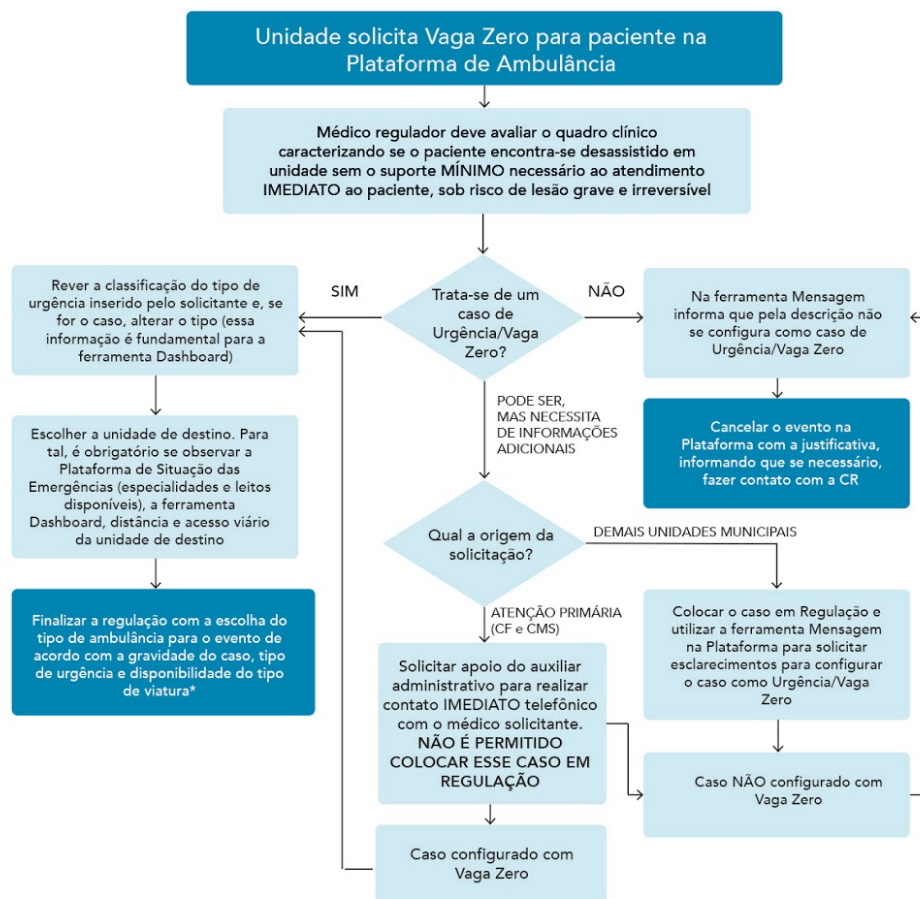 Unidade solicita Vaga Zero para paciente na
Plataforma de Ambulância
Médico regulador deve avaliar o quadro clínico
caracterizando se o paciente encontra-se desassistido em
unidade sem o suporte MÍNIMO necessário ao atendimento
IMEDIATO ao paciente, sob risco de lesão grave e irreversível
Trata-se de um
caso de
Urgência/Vaga
Zero?
SIM
Rever a classificação do tipo de
urgência inserido pelo solicitante e, se
for o caso, alterar o tipo (essa
informação é fundamental para a
ferramenta Dashboard)
Escolher a unidade de destino. Para
tal, é obrigatório se observar a
Plataforma de Situação das
Emergências (especialidades e leitos
disponíveis), a ferramenta
Dashboard, distância e acesso viário
da unidade de destino
Finalizar a regulação com a escolha do
tipo de ambulância para o evento de
acordo com a gravidade do caso, tipo
de urgência e disponibilidade do tipo
de viatura*
NÃO
Na ferramenta Mensagem
informa que pela descrição não
se configura como caso de
Urgência/Vaga Zero
Cancelar o evento na
Plataforma com a justificativa,
informando que se necessário,
fazer contato com a CR
PODE SER,
MAS NECESSITA
DE INFORMAÇÕES
ADICIONAIS
Qual a origem da
solicitação?
DEMAIS UNIDADES MUNICIPAIS
Colocar o caso em Regulação e
utilizar a ferramenta Mensagem
na Plataforma para solicitar
esclarecimentos para configurar
o caso como Urgência/Vaga
Zero
ATENÇÃO PRIMÁRIA
(CF e CMS)
Solicitar apoio do auxiliar
administrativo para realizar
contato IMEDIATO telefônico
com o médico solicitante.
NÃO É PERMITIDO
COLOCAR ESSE CASO EM
REGULAÇÃO
Caso NÃO configurado com
Vaga Zero
Caso configurado com
Vaga Zero